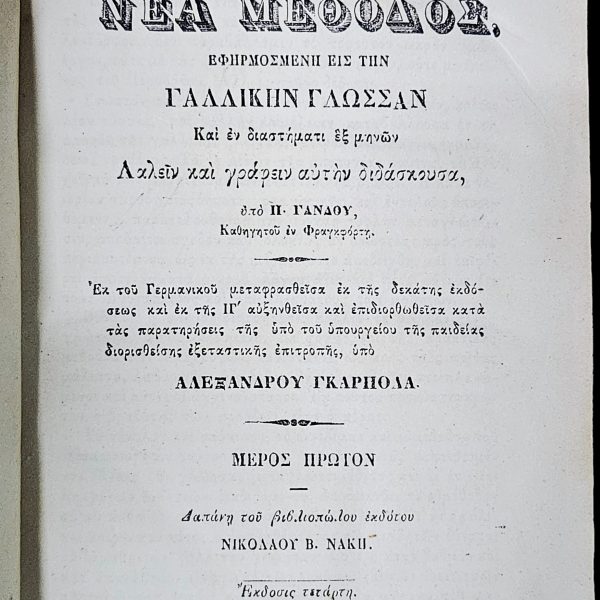 ΝΕΑ ΜΕΘΟΔΟΣ,
ΕΦΗΡΜΟΣΜΕΝΗ ΕΙΣ ΤΗΝ
ΓΑΛΛΙΚΗΝ ΓΛΩΣΣΑΝ
Καὶ ἐν διαστήματι ἓξ μηνῶν
Λαλεῖν καὶ γράφειν αὐτὴν διδάσκουσα,
ὑπὸ Π. ΓΑΝΔΟΥ,
Καθηγητοῦ ἐν Φραγκφόρτῃ.
Ἐκ τοῦ Γερμανικοῦ μεταφρασθεῖσα ἐκ τῆς δεκάτης ἐκδό-
σεως καὶ ἐκ τῆς ΙΓ΄ αὐξηνθεῖσα καὶ ἐπιδιορθωθεῖσα κατὰ
τὰς παρατηρήσεις τῆς ὑπὸ τοῦ ὑπουργείου τῆς παιδείας
διορισθείσης ἐξεταστικῆς ἐπιτροπῆς, ὑπὸ
ΑΛΕΞΑΝΔΡΟΥ ΓΚΑΡΠΟΛΑ.
ΜΕΡΟΣ ΠΡΩΤΟΝ
Δαπάνῃ τοῦ βιβλιοπώλου ἐκδότου
ΝΙΚΟΛΑΟΥ Β. ΝΑΚΗ.
Ἔκδοσις τετάρτη.